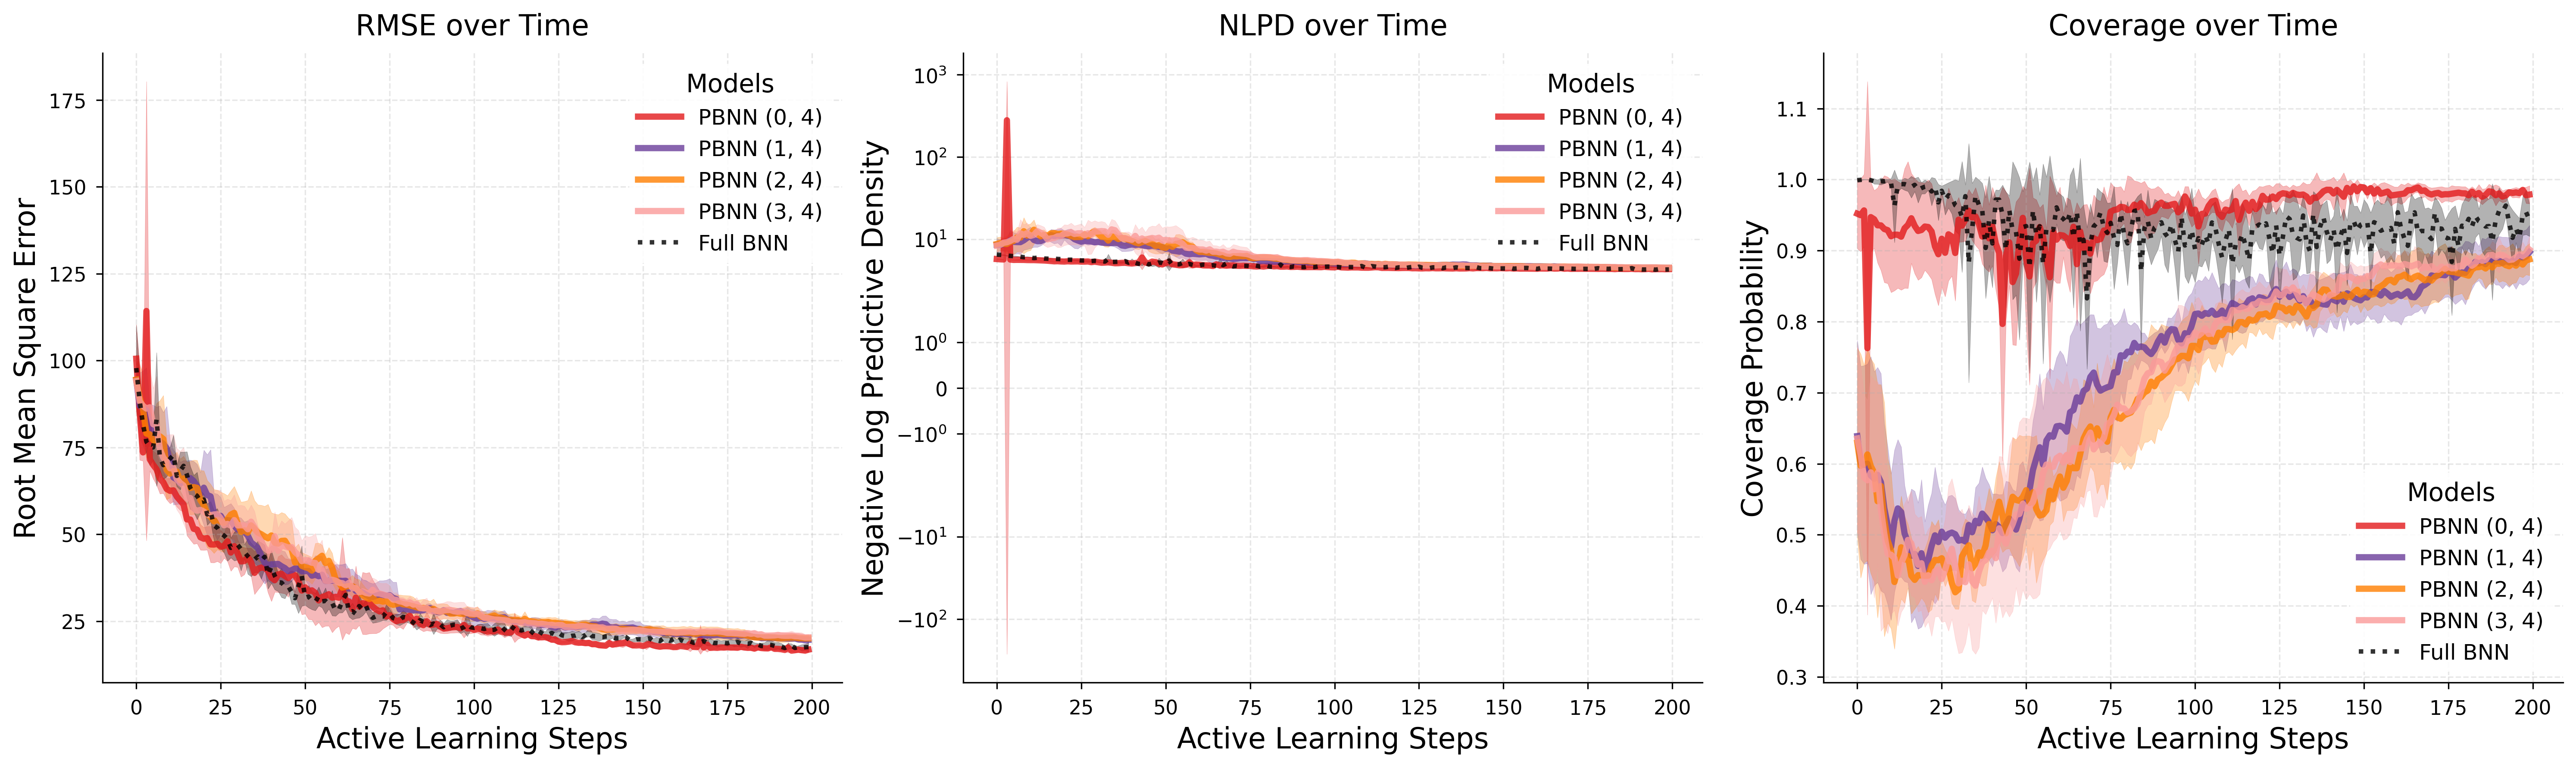 RMSE over Time
Root Mean Square Error
175
150
125
100
75
50
25
0 25 50 75 100 125 150 175 200
Active Learning Steps
Models
PBNN (0, 4)
PBNN (1, 4)
PBNN (2, 4)
PBNN (3, 4)
Full BNN
NLPD over Time
Negative Log Predictive Density
10³
10²
10¹
10⁰
0
−10⁰
−10¹
−10²
0 25 50 75 100 125 150 175 200
Active Learning Steps
Models
PBNN (0, 4)
PBNN (1, 4)
PBNN (2, 4)
PBNN (3, 4)
Full BNN
Coverage over Time
Coverage Probability
1.1
1.0
0.9
0.8
0.7
0.6
0.5
0.4
0.3
0 25 50 75 100 125 150 175 200
Active Learning Steps
Models
PBNN (0, 4)
PBNN (1, 4)
PBNN (2, 4)
PBNN (3, 4)
Full BNN